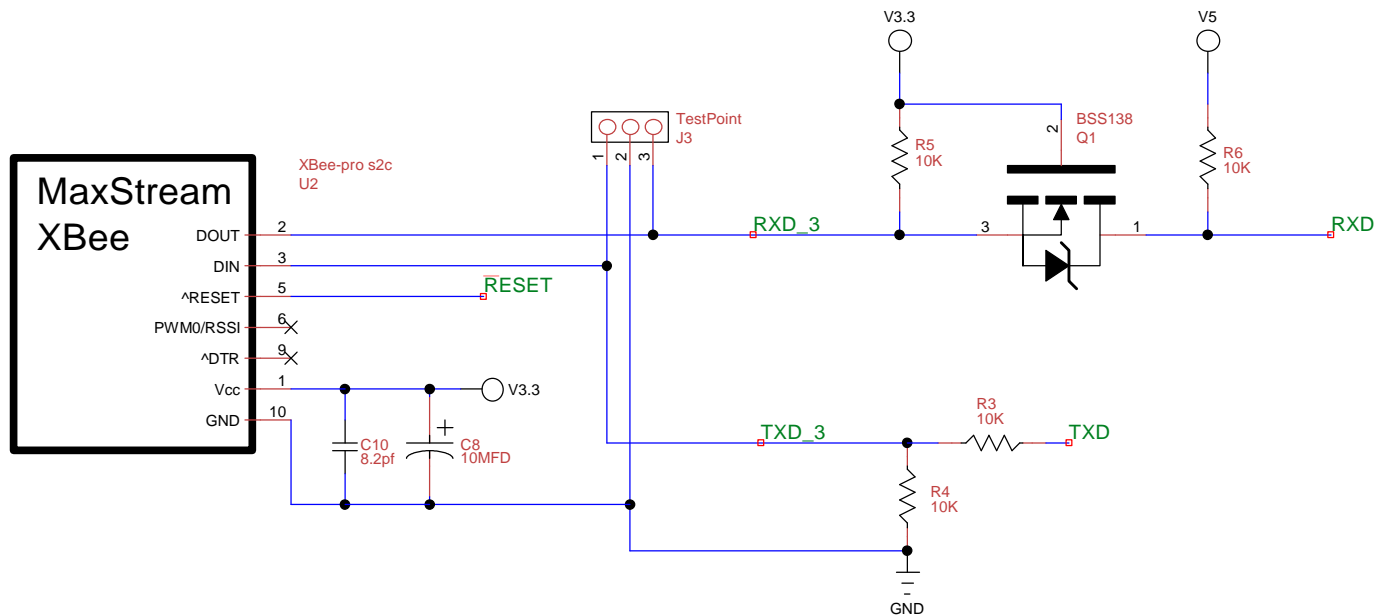 V3.3
V5
TestPoint
J3
1
2
3
BSS138
Q1
2
R5
10K
R6
10K
XBee-pro s2c
U2
MaxStream
XBee
DOUT
2
RXD_3
3
1
RXD
DIN
3
^RESET
5
RESET
PWM0/RSSI
6
^DTR
9
Vcc
1
V3.3
GND
10
C10
8.2pf
+
C8
10MFD
TXD_3
R3
10K
TXD
R4
10K
GND